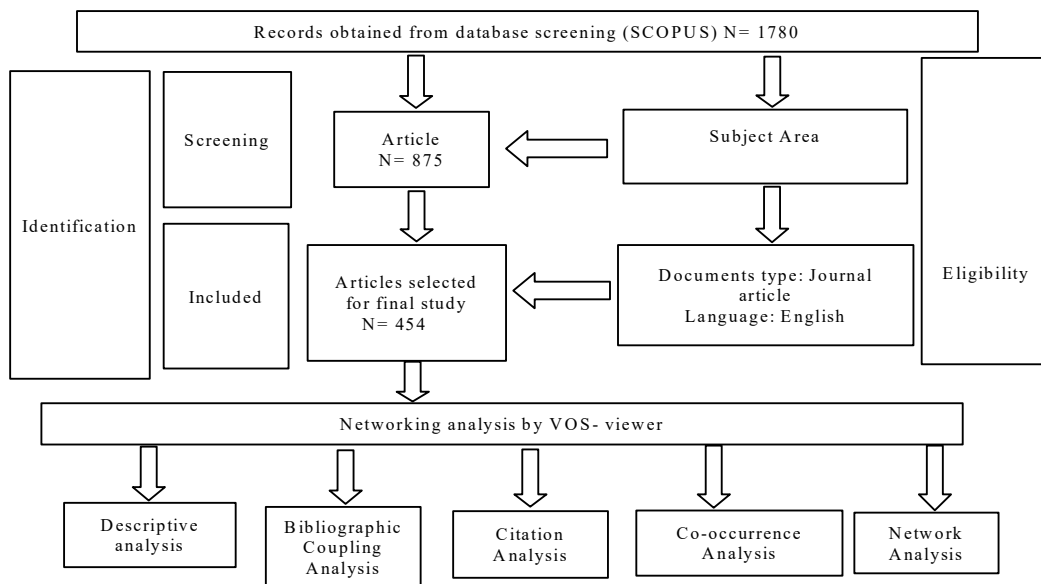 Records obtained from database screening (SCOPUS) N= 1780
Identification
Screening
Article
N= 875
Subject Area
Eligibility
Included
Articles selected
for final study
N= 454
Documents type: Journal
article
Language: English
Networking analysis by VOS- viewer
Descriptive
analysis
Bibliographic
Coupling
Analysis
Citation
Analysis
Co-occurrence
Analysis
Network
Analysis